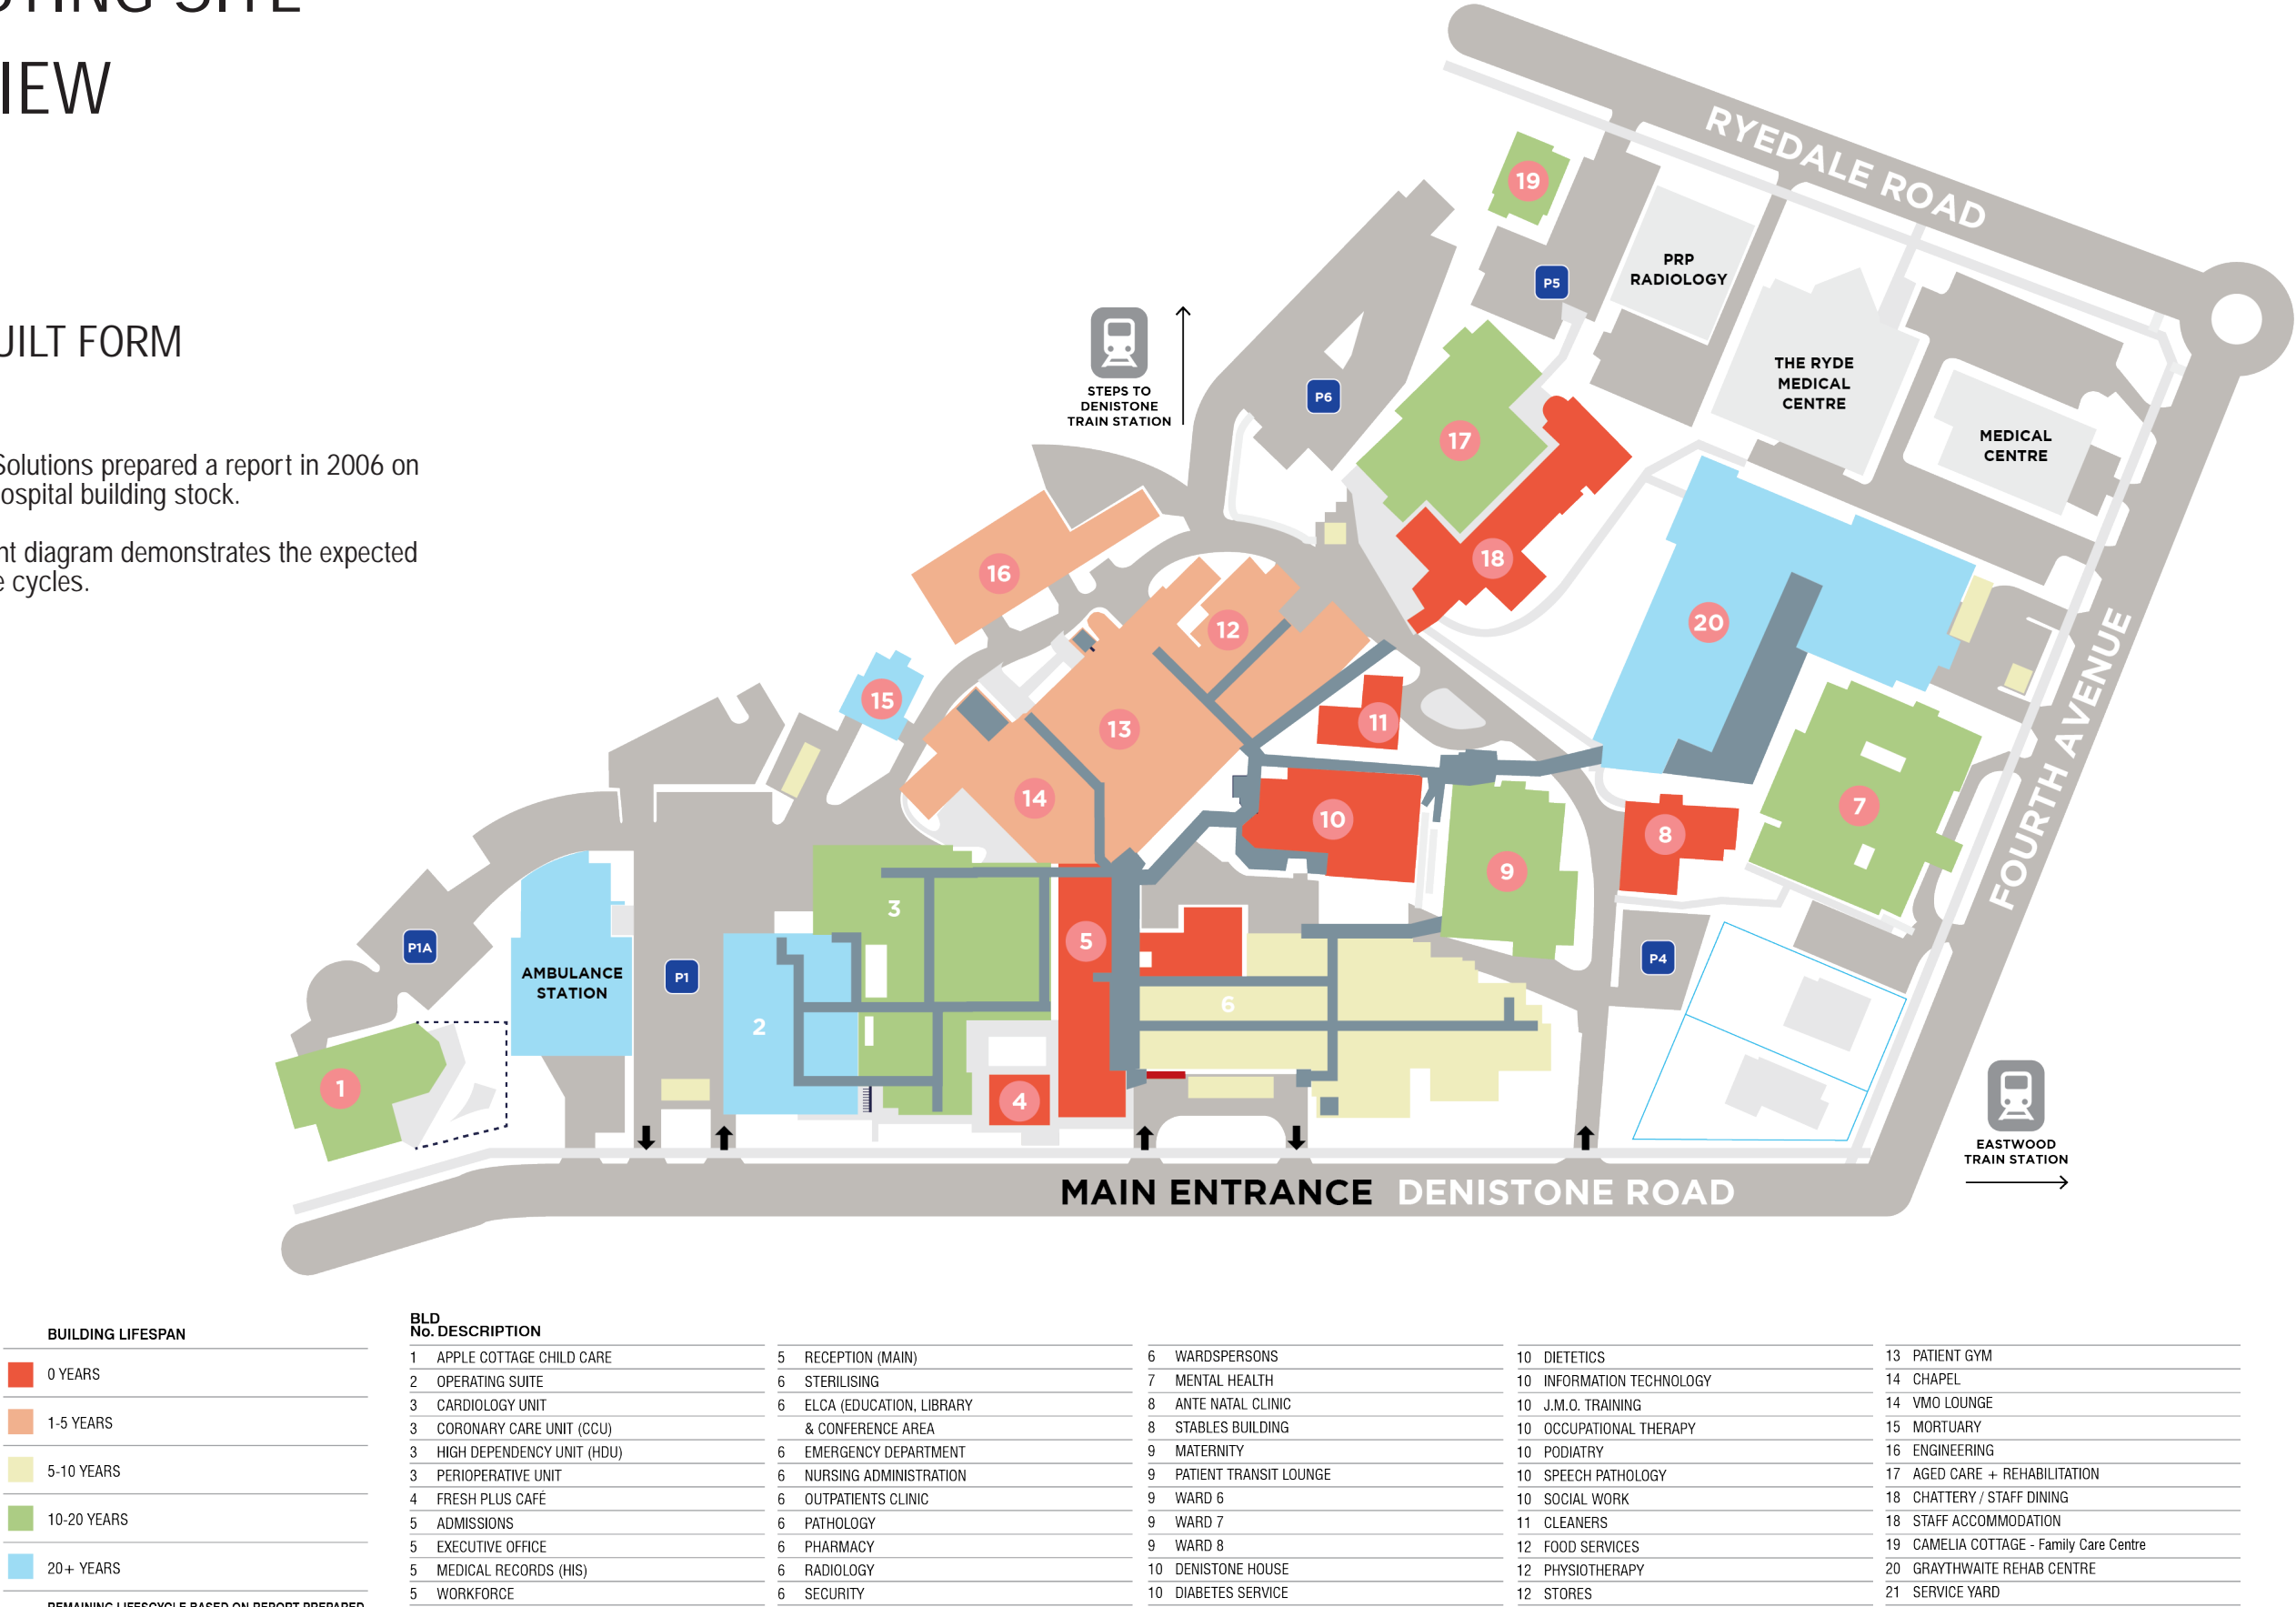 IEW
UILT FORM
Solutions prepared a report in 2006 on
ospital building stock.
nt diagram demonstrates the expected
e cycles.
RYEDALE ROAD
19
P5
PRP
RADIOLOGY
THE RYDE
MEDICAL
CENTRE
MEDICAL
CENTRE
STEPS TO
DENISTONE
TRAIN STATION
P6
17
18
16
12
20
15
13
11
14
10
7
8
9
FOURTH AVENUE
3
5
P1A
AMBULANCE
STATION
P1
P4
6
2
1
4
EASTWOOD
TRAIN STATION
MAIN ENTRANCE DENISTONE ROAD
BUILDING LIFESPAN
0 YEARS
1-5 YEARS
5-10 YEARS
10-20 YEARS
20+ YEARS
REMAINING LIFESCYCLE BASED ON REPORT PREPARED
BLD
No. DESCRIPTION
1 APPLE COTTAGE CHILD CARE
2 OPERATING SUITE
3 CARDIOLOGY UNIT
3 CORONARY CARE UNIT (CCU)
3 HIGH DEPENDENCY UNIT (HDU)
3 PERIOPERATIVE UNIT
4 FRESH PLUS CAFÉ
5 ADMISSIONS
5 EXECUTIVE OFFICE
5 MEDICAL RECORDS (HIS)
5 WORKFORCE
5 RECEPTION (MAIN)
6 STERILISING
6 ELCA (EDUCATION, LIBRARY
& CONFERENCE AREA
6 EMERGENCY DEPARTMENT
6 NURSING ADMINISTRATION
6 OUTPATIENTS CLINIC
6 PATHOLOGY
6 PHARMACY
6 RADIOLOGY
6 SECURITY
6 WARDSPERSONS
7 MENTAL HEALTH
8 ANTE NATAL CLINIC
8 STABLES BUILDING
9 MATERNITY
9 PATIENT TRANSIT LOUNGE
9 WARD 6
9 WARD 7
9 WARD 8
10 DENISTONE HOUSE
10 DIABETES SERVICE
10 DIETETICS
10 INFORMATION TECHNOLOGY
10 J.M.O. TRAINING
10 OCCUPATIONAL THERAPY
10 PODIATRY
10 SPEECH PATHOLOGY
10 SOCIAL WORK
11 CLEANERS
12 FOOD SERVICES
12 PHYSIOTHERAPY
12 STORES
13 PATIENT GYM
14 CHAPEL
14 VMO LOUNGE
15 MORTUARY
16 ENGINEERING
17 AGED CARE + REHABILITATION
18 CHATTERY / STAFF DINING
18 STAFF ACCOMMODATION
19 CAMELIA COTTAGE - Family Care Centre
20 GRAYTHWAITE REHAB CENTRE
21 SERVICE YARD